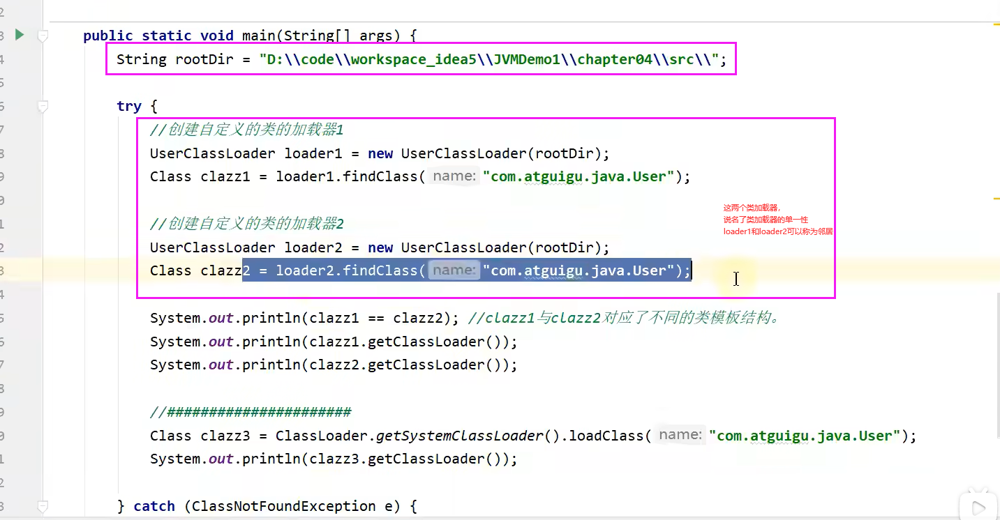 public static void main(String[] args) {
String rootDir = "D:\\code\\workspace_idea5\\JVMDemo1\\chapter04\\src\\";
try {
//创建自定义的类的加载器1
UserClassLoader loader1 = new UserClassLoader(rootDir);
Class clazz1 = loader1.findClass( name: "com.atguigu.java.User");
//创建自定义的类的加载器2
UserClassLoader loader2 = new UserClassLoader(rootDir);
Class clazz2 = loader2.findClass( name: "com.atguigu.java.User");
这两个类加载器,
说名了类加载器的单一性
loader1和loader2可以称为邻居
System.out.println(clazz1 == clazz2); //clazz1与clazz2对应了不同的类模板结构。
System.out.println(clazz1.getClassLoader());
System.out.println(clazz2.getClassLoader());
//######################
Class clazz3 = ClassLoader.getSystemClassLoader().loadClass( name: "com.atguigu.java.User");
System.out.println(clazz3.getClassLoader());
} catch (ClassNotFoundException e) {